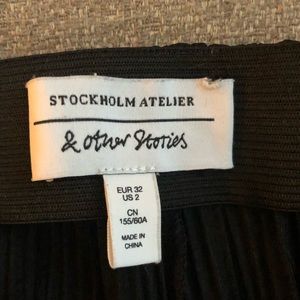 STOCKHOLM ATELIER
& other Stories
EUR 32
US 2
CN
155/60A
MADE IN
CHINA